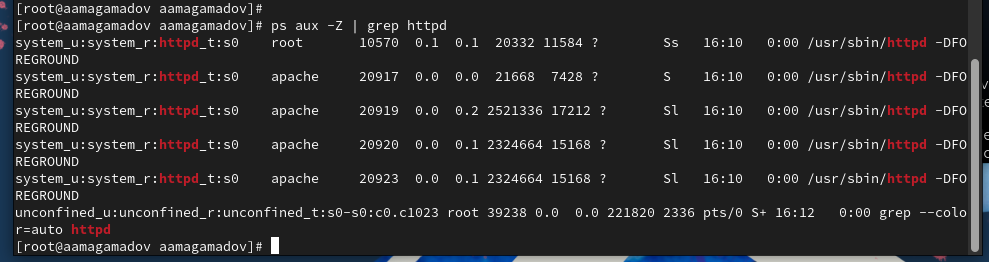 [root@aamagamadov aamagamadov]#
[root@aamagamadov aamagamadov]# ps aux -Z | grep httpd
system_u:system_r:httpd_t:s0    root     10570  0.1  0.1  20332 11584 ?       Ss   16:10   0:00 /usr/sbin/httpd -DFO
REGROUND
system_u:system_r:httpd_t:s0    apache   20917  0.0  0.0  21668  7428 ?       S    16:10   0:00 /usr/sbin/httpd -DFO
REGROUND
system_u:system_r:httpd_t:s0    apache   20919  0.0  0.2 2521336 17212 ?      Sl   16:10   0:00 /usr/sbin/httpd -DFO
REGROUND
system_u:system_r:httpd_t:s0    apache   20920  0.0  0.1 2324664 15168 ?      Sl   16:10   0:00 /usr/sbin/httpd -DFO
REGROUND
system_u:system_r:httpd_t:s0    apache   20923  0.0  0.1 2324664 15168 ?      Sl   16:10   0:00 /usr/sbin/httpd -DFO
REGROUND
unconfined_u:unconfined_r:unconfined_t:s0-s0:c0.c1023 root 39238 0.0  0.0 221820 2336 pts/0 S+ 16:12   0:00 grep --colo
r=auto httpd
[root@aamagamadov aamagamadov]#